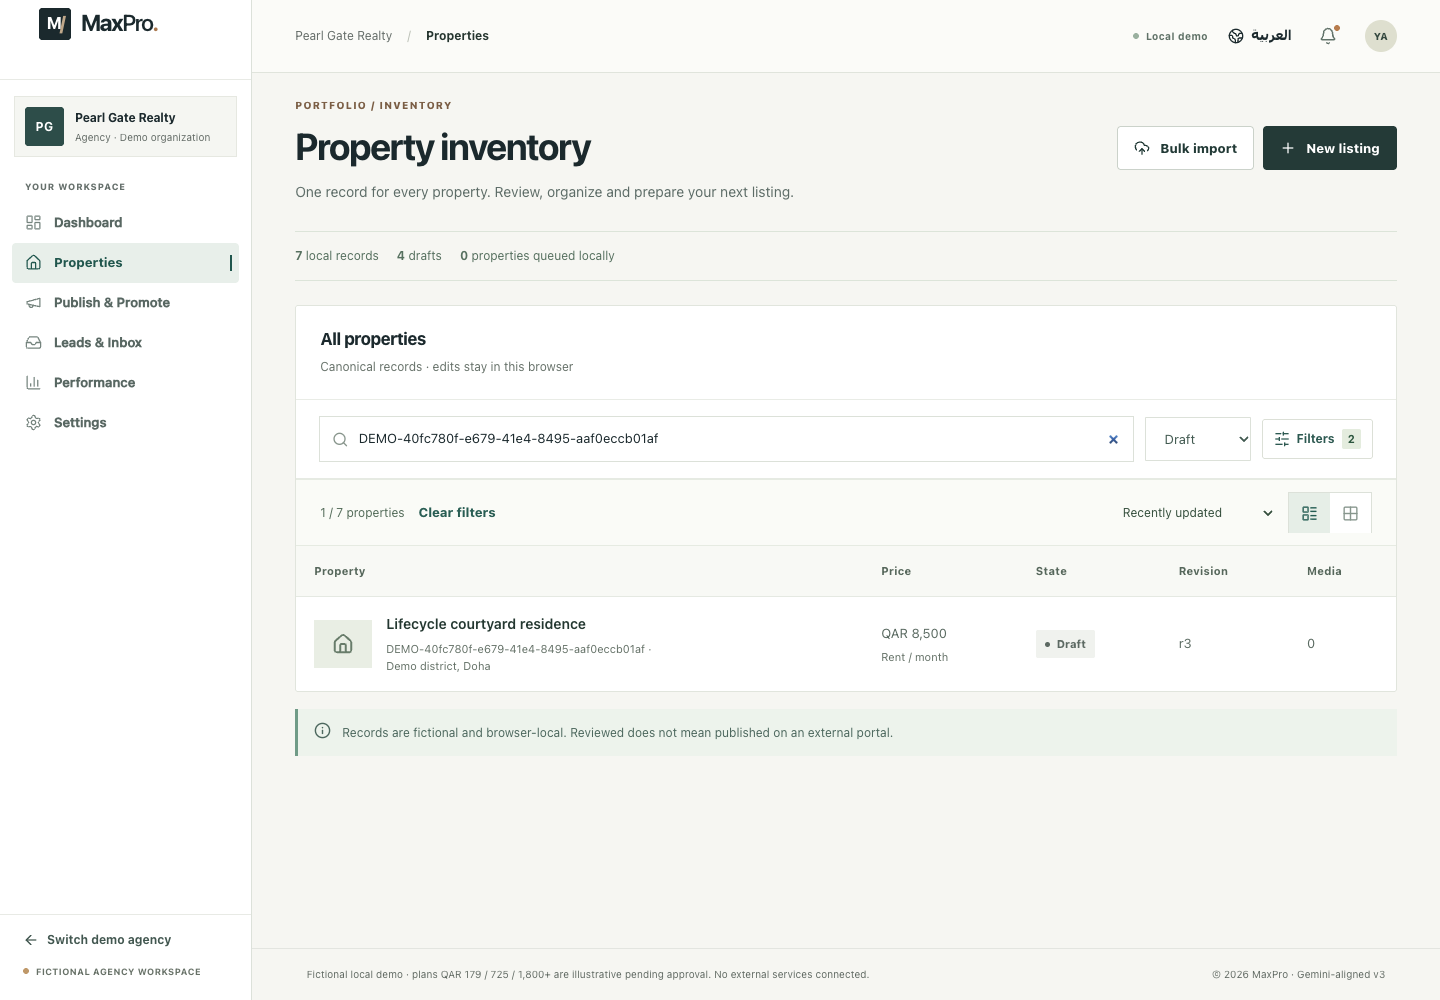 MaxPro.
Pearl Gate Realty / Properties
Local demo
العربية
YA
PG
Pearl Gate Realty
Agency · Demo organization
YOUR WORKSPACE
Dashboard
Properties
Publish & Promote
Leads & Inbox
Performance
Settings
Switch demo agency
FICTIONAL AGENCY WORKSPACE
PORTFOLIO / INVENTORY
Property inventory
One record for every property. Review, organize and prepare your next listing.
Bulk import
New listing
7 local records 4 drafts 0 properties queued locally
All properties
Canonical records · edits stay in this browser
DEMO-40fc780f-e679-41e4-8495-aaf0eccb01af
Draft
Filters 2
1 / 7 properties Clear filters
Recently updated
Property Price State Revision Media
Lifecycle courtyard residence
DEMO-40fc780f-e679-41e4-8495-aaf0eccb01af ·
Demo district, Doha
QAR 8,500
Rent / month
Draft
r3
0
Records are fictional and browser-local. Reviewed does not mean published on an external portal.
Fictional local demo · plans QAR 179 / 725 / 1,800+ are illustrative pending approval. No external services connected.
© 2026 MaxPro · Gemini-aligned v3